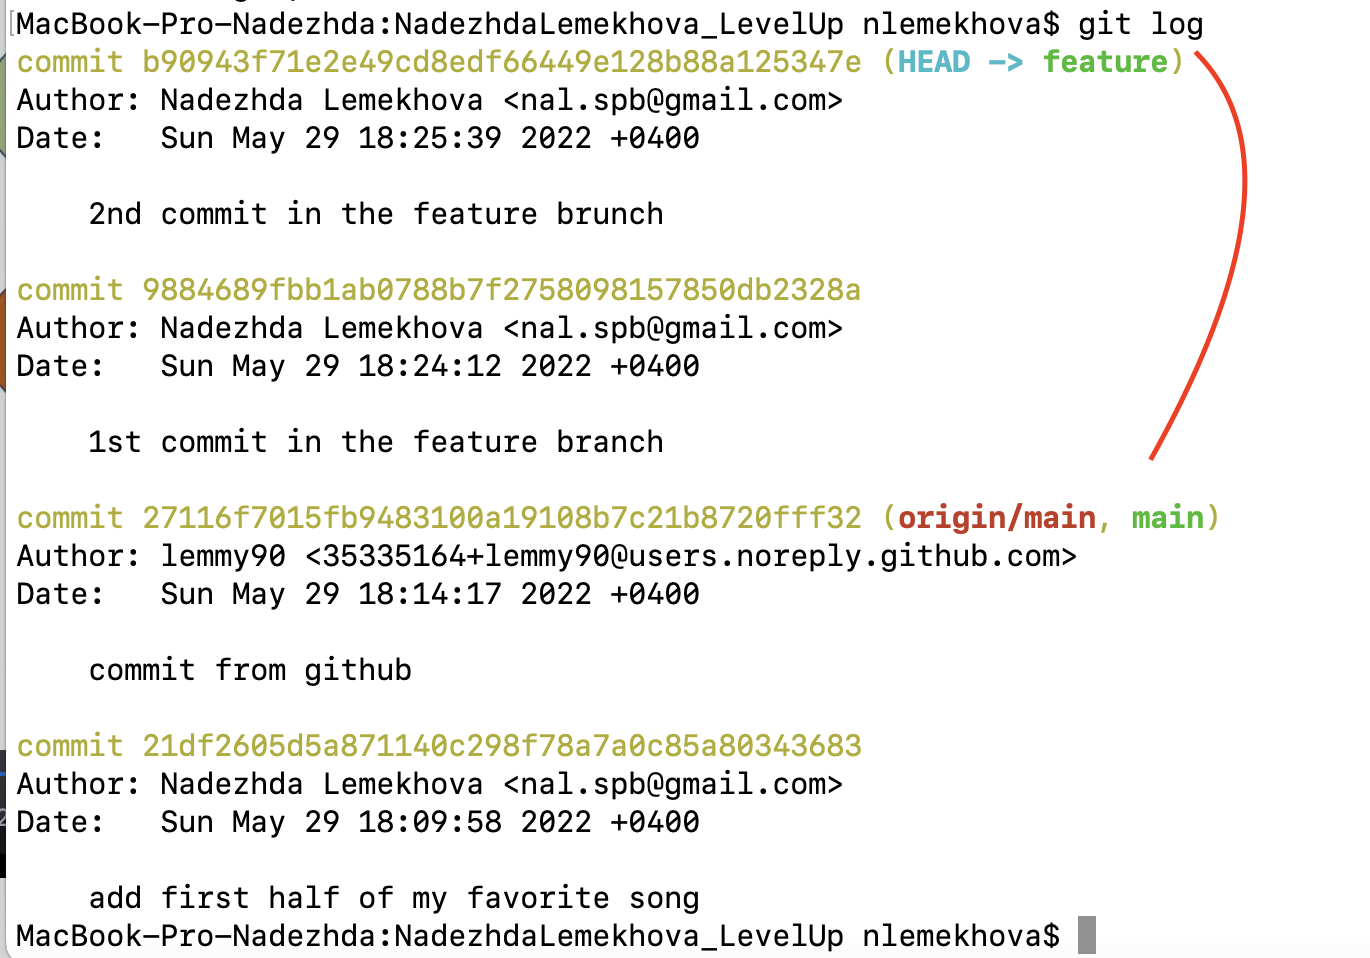 MacBook-Pro-Nadezhda:NadezhdaLemekhova_LevelUp nlemekhova$ git log
commit b90943f71e2e49cd8edf66449e128b88a125347e (HEAD -> feature)
Author: Nadezhda Lemekhova <nal.spb@gmail.com>
Date:   Sun May 29 18:25:39 2022 +0400
2nd commit in the feature brunch
commit 9884689fbb1ab0788b7f2758098157850db2328a
Author: Nadezhda Lemekhova <nal.spb@gmail.com>
Date:   Sun May 29 18:24:12 2022 +0400
1st commit in the feature branch
commit 27116f7015fb9483100a19108b7c21b8720fff32 (origin/main, main)
Author: lemmy90 <35335164+lemmy90@users.noreply.github.com>
Date:   Sun May 29 18:14:17 2022 +0400
commit from github
commit 21df2605d5a871140c298f78a7a0c85a80343683
Author: Nadezhda Lemekhova <nal.spb@gmail.com>
Date:   Sun May 29 18:09:58 2022 +0400
add first half of my favorite song
MacBook-Pro-Nadezhda:NadezhdaLemekhova_LevelUp nlemekhova$